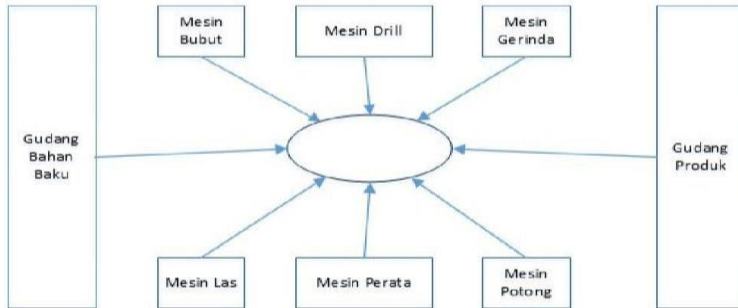 Mesin
Bubut
Mesin Drill
Mesin
Gerinda
Gudang
Bahan
Baku
Gudang
Produk
Mesin Las
Mesin Perata
Mesin
Potong